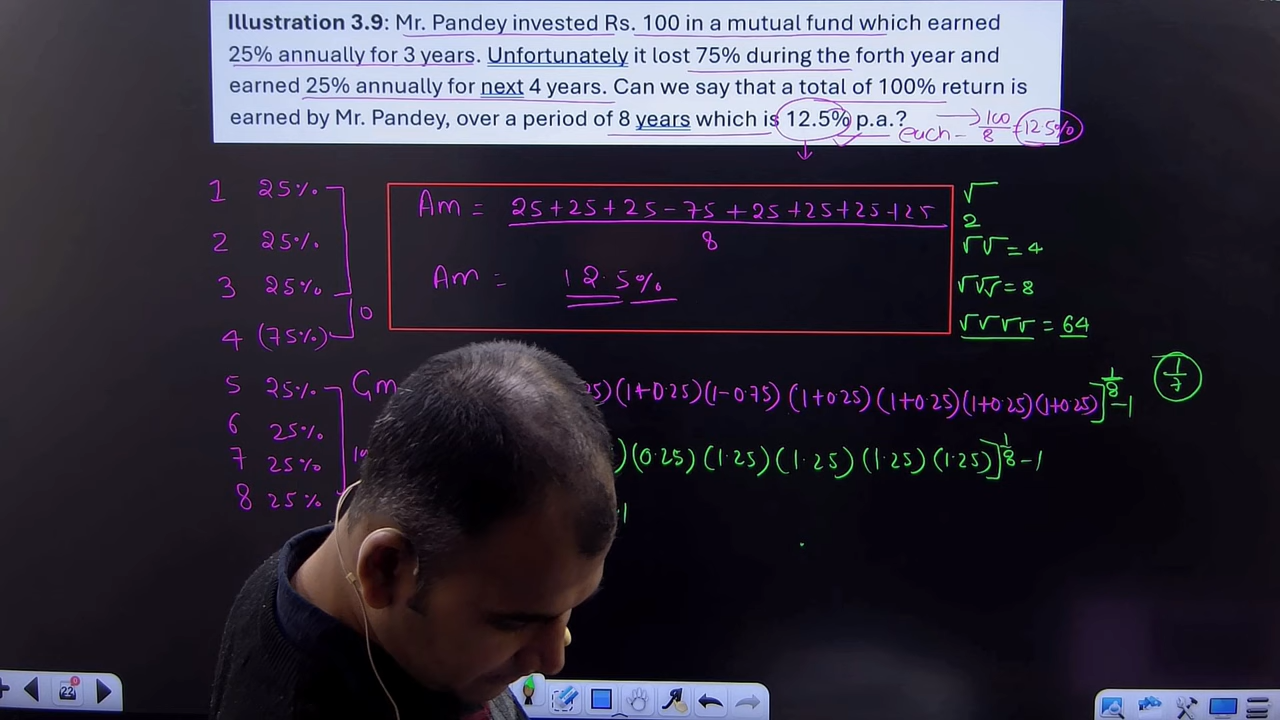 Illustration 3.9: Mr. Pandey invested Rs. 100 in a mutual fund which earned
25% annually for 3 years. Unfortunately it lost 75% during the forth year and
earned 25% annually for next 4 years. Can we say that a total of 100% return is
earned by Mr. Pandey, over a period of 8 years which is 12.5% p.a.?
each → 100/8 = 12.5%
1 25%
2 25%
3 25%
4 (75%)
0
5 25%
6 25%
7 25%
8 25%
Am = 25+25+25-75+25+25+25+25
8
Am = 12.5%
√
2
√√ = 4
√√√ = 8
√√√√ = 64
Gm
(1+0.25)(1-0.75)(1+0.25)(1+0.25)(1+0.25)(1+0.25)]^1/8 -1
1/7
(0.25)(1.25)(1.25)(1.25)(1.25)]^1/8 -1
22